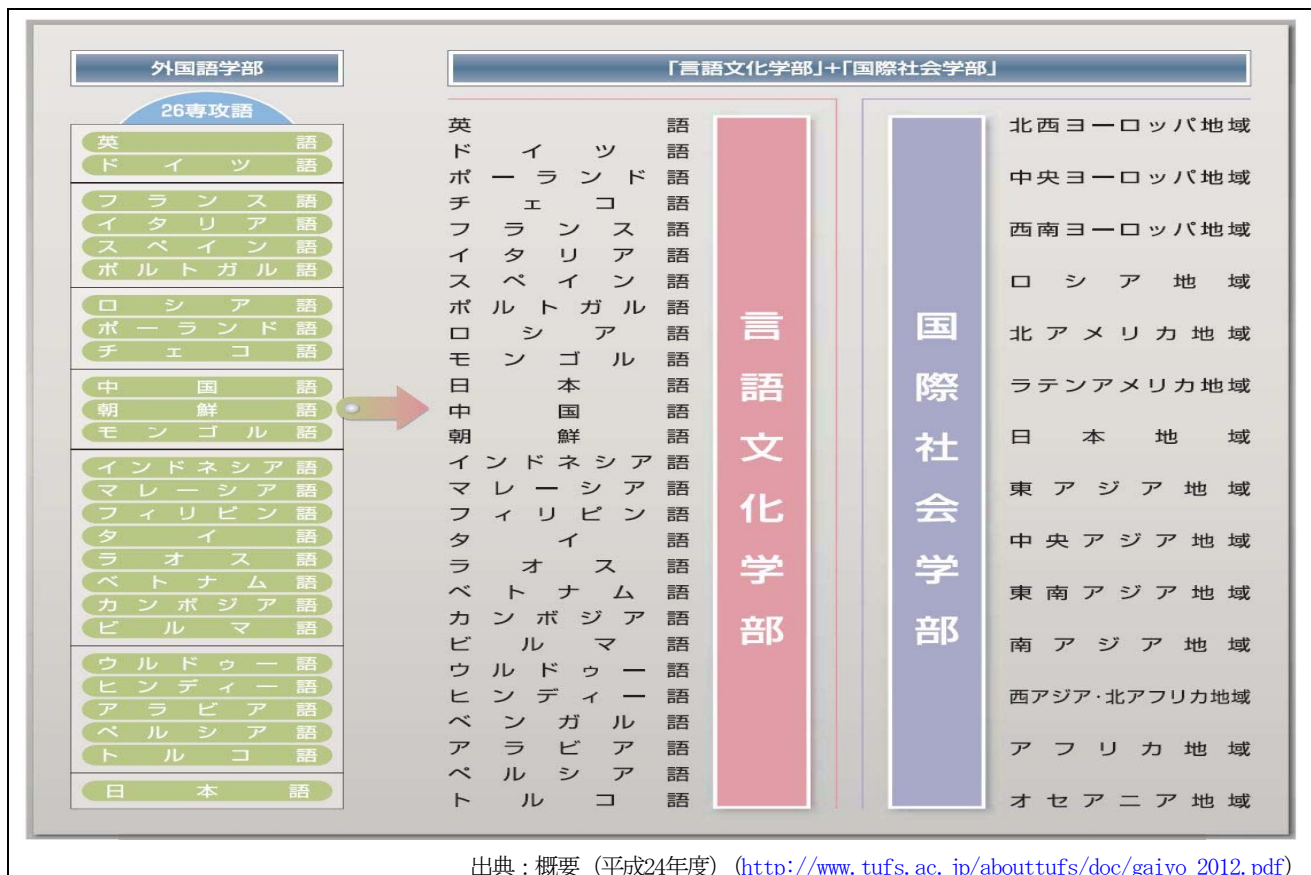 外国語学部
26専攻語
英語
ドイツ語
フランス語
イタリア語
スペイン語
ポルトガル語
ロシア語
ポーランド語
チェコ語
中国語
朝鮮語
モンゴル語
インドネシア語
マレーシア語
フィリピン語
タイ語
ラオス語
ベトナム語
カンボジア語
ビルマ語
ウルドゥー語
ヒンディー語
アラビア語
ペルシア語
トルコ語
日本語
「言語文化学部」+「国際社会学部」
英語
ドイツ語
ポーランド語
チェコ語
フランス語
イタリア語
スペイン語
ポルトガル語
ロシア語
モンゴル語
日本語
中国語
朝鮮語
インドネシア語
マレーシア語
フィリピン語
タイ語
ラオス語
ベトナム語
カンボジア語
ビルマ語
ウルドゥー語
ヒンディー語
ベンガル語
アラビア語
ペルシア語
トルコ語
言語文化学部
国際社会学部
北西ヨーロッパ地域
中央ヨーロッパ地域
西南ヨーロッパ地域
ロシア地域
北アメリカ地域
ラテンアメリカ地域
日本地域
東アジア地域
中央アジア地域
東南アジア地域
南アジア地域
西アジア・北アフリカ地域
アフリカ地域
オセアニア地域
出典：概要（平成24年度）（http://www.tufs.ac.jp/abouttufs/doc/gaiyo_2012.pdf）